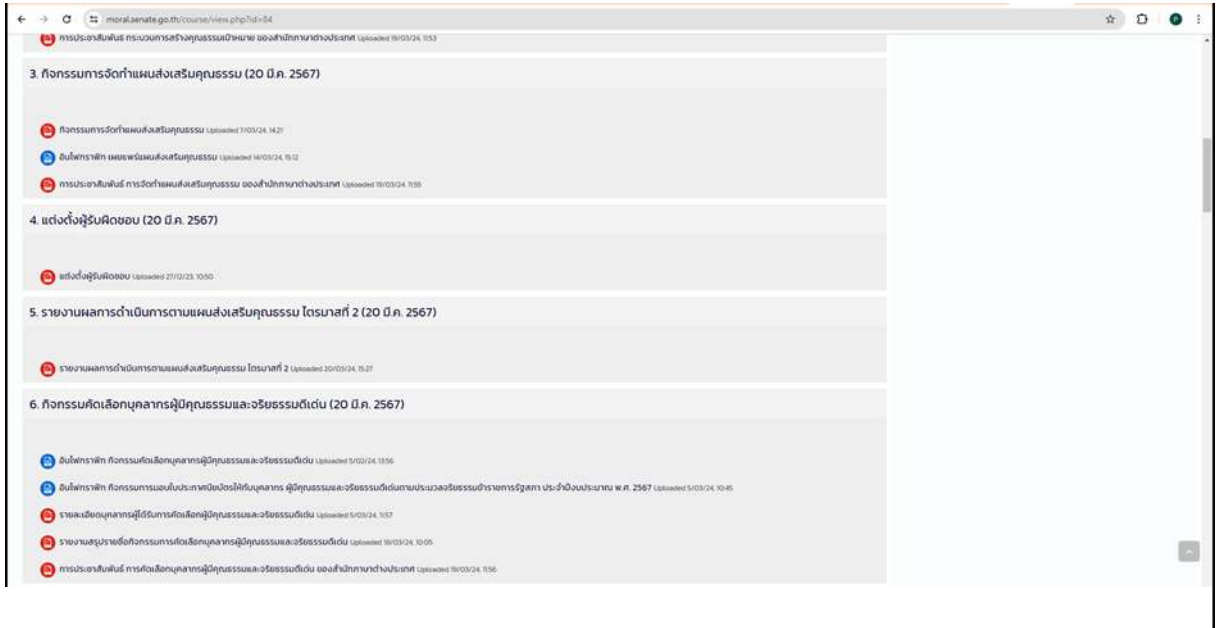 moral.senate.go.th/course/view.php?id=84
P
การประชาสัมพันธ์ กระบวนการสร้างคุณธรรมเป้าหมาย ของสำนักภาษาต่างประเทศ Uploaded 19/03/24, 11:53
3. กิจกรรมการจัดทำแผนส่งเสริมคุณธรรม (20 มี.ค. 2567)
กิจกรรมการจัดทำแผนส่งเสริมคุณธรรม Uploaded 7/03/24, 14:21
อินโฟกราฟิก เผยแพร่แผนส่งเสริมคุณธรรม Uploaded 14/03/24, 15:12
การประชาสัมพันธ์ การจัดทำแผนส่งเสริมคุณธรรม ของสำนักภาษาต่างประเทศ Uploaded 19/03/24, 11:55
4. แต่งตั้งผู้รับผิดชอบ (20 มี.ค. 2567)
แต่งตั้งผู้รับผิดชอบ Uploaded 27/12/23, 10:50
5. รายงานผลการดำเนินการตามแผนส่งเสริมคุณธรรม ไตรมาสที่ 2 (20 มี.ค. 2567)
รายงานผลการดำเนินการตามแผนส่งเสริมคุณธรรม ไตรมาสที่ 2 Uploaded 20/03/24, 15:27
6. กิจกรรมคัดเลือกบุคลากรผู้มีคุณธรรมและจริยธรรมดีเด่น (20 มี.ค. 2567)
อินโฟกราฟิก กิจกรรมคัดเลือกบุคลากรผู้มีคุณธรรมและจริยธรรมดีเด่น Uploaded 5/02/24, 13:56
อินโฟกราฟิก กิจกรรมการมอบใบประกาศนียบัตรให้กับบุคลากร ผู้มีคุณธรรมและจริยธรรมดีเด่นตามประมวลจริยธรรมข้าราชการรัฐสภา ประจำปีงบประมาณ พ.ศ. 2567 Uploaded 5/03/24, 10:45
รายละเอียดบุคลากรผู้ได้รับการคัดเลือกผู้มีคุณธรรมและจริยธรรมดีเด่น Uploaded 5/03/24, 11:57
รายงานสรุปรายชื่อกิจกรรมการคัดเลือกบุคลากรผู้มีคุณธรรมและจริยธรรมดีเด่น Uploaded 18/03/24, 10:05
การประชาสัมพันธ์ การคัดเลือกบุคลากรผู้มีคุณธรรมและจริยธรรมดีเด่น ของสำนักภาษาต่างประเทศ Uploaded 19/03/24, 11:56